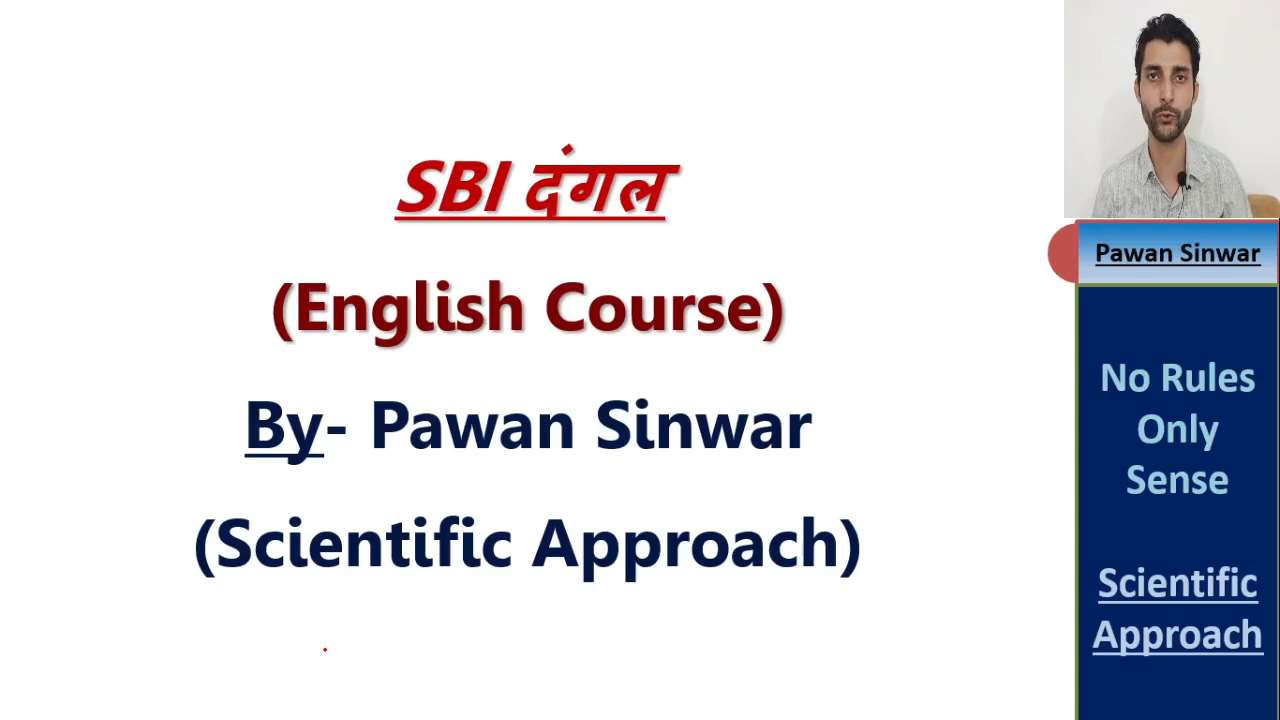 SBI दंगल
(English Course)
By- Pawan Sinwar
(Scientific Approach)
Pawan Sinwar
No Rules
Only
Sense
Scientific
Approach